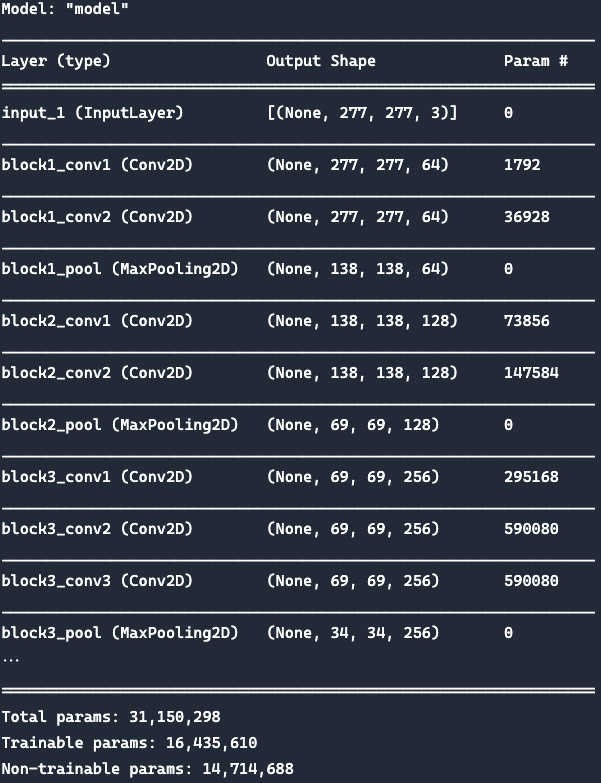 Model: "model"
Layer (type) Output Shape Param #
input_1 (InputLayer) [(None, 277, 277, 3)] 0
block1_conv1 (Conv2D) (None, 277, 277, 64) 1792
block1_conv2 (Conv2D) (None, 277, 277, 64) 36928
block1_pool (MaxPooling2D) (None, 138, 138, 64) 0
block2_conv1 (Conv2D) (None, 138, 138, 128) 73856
block2_conv2 (Conv2D) (None, 138, 138, 128) 147584
block2_pool (MaxPooling2D) (None, 69, 69, 128) 0
block3_conv1 (Conv2D) (None, 69, 69, 256) 295168
block3_conv2 (Conv2D) (None, 69, 69, 256) 590080
block3_conv3 (Conv2D) (None, 69, 69, 256) 590080
block3_pool (MaxPooling2D) (None, 34, 34, 256) 0
...
Total params: 31,150,298
Trainable params: 16,435,610
Non-trainable params: 14,714,688